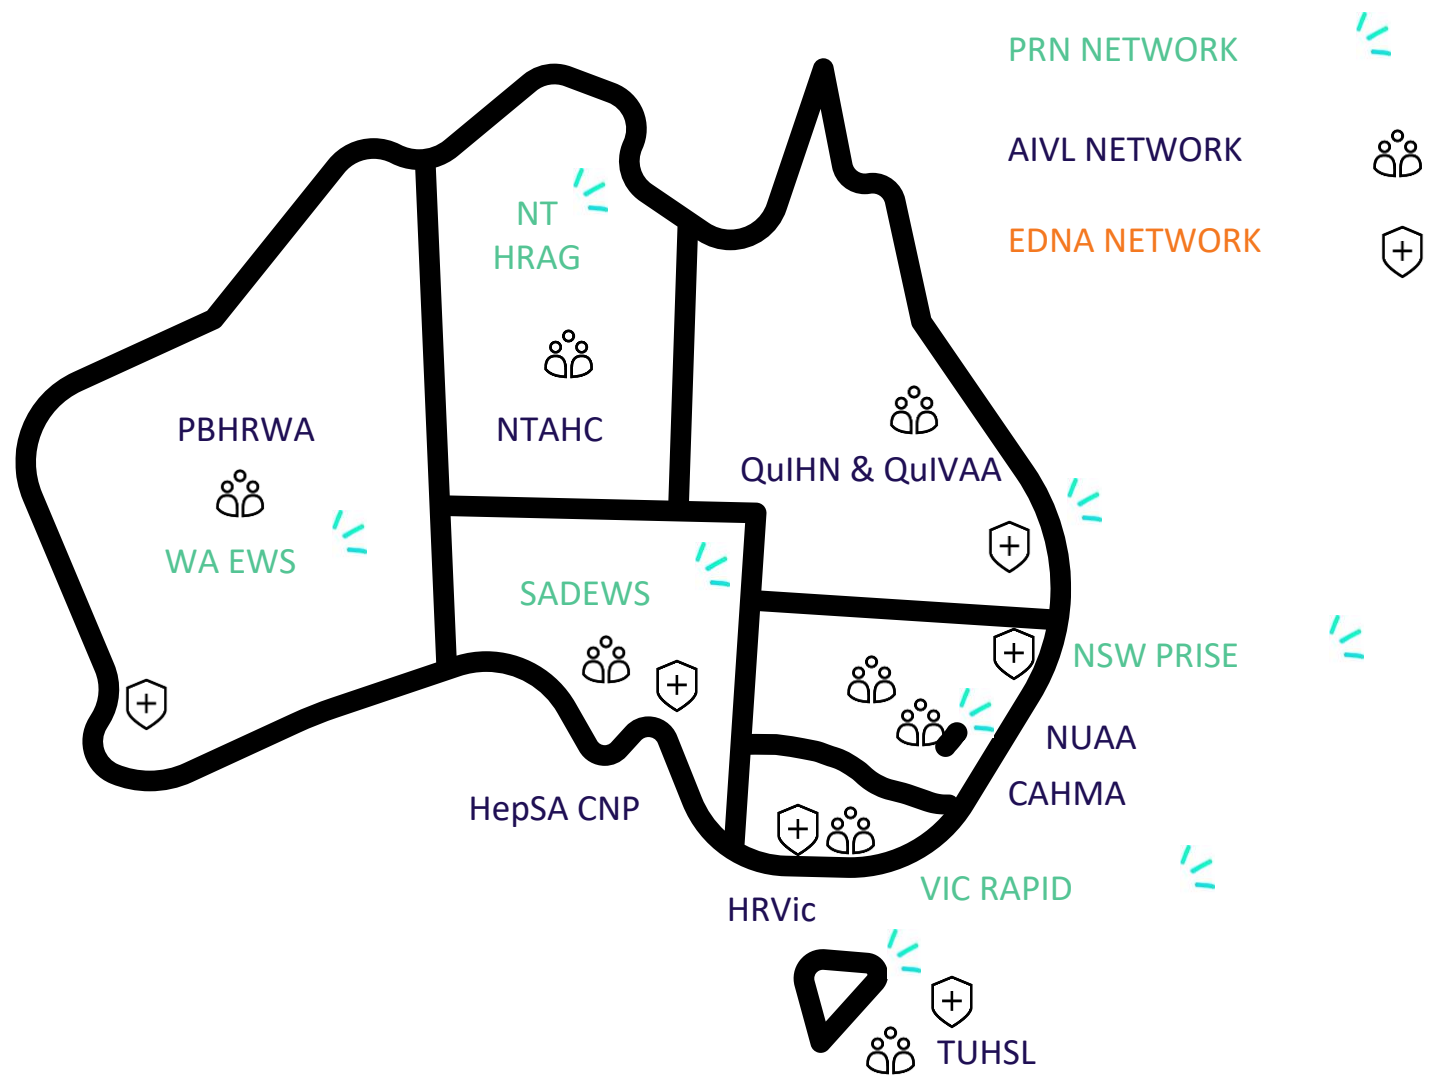 PRN NETWORK
AIVL NETWORK
EDNA NETWORK
NT
HRAG
PBHRWA
NTAHC
QuIHN & QuIVAA
WA EWS
SADEWS
NSW PRISE
NUAA
CAHMA
HepSA CNP
VIC RAPID
HRVic
TUHSL